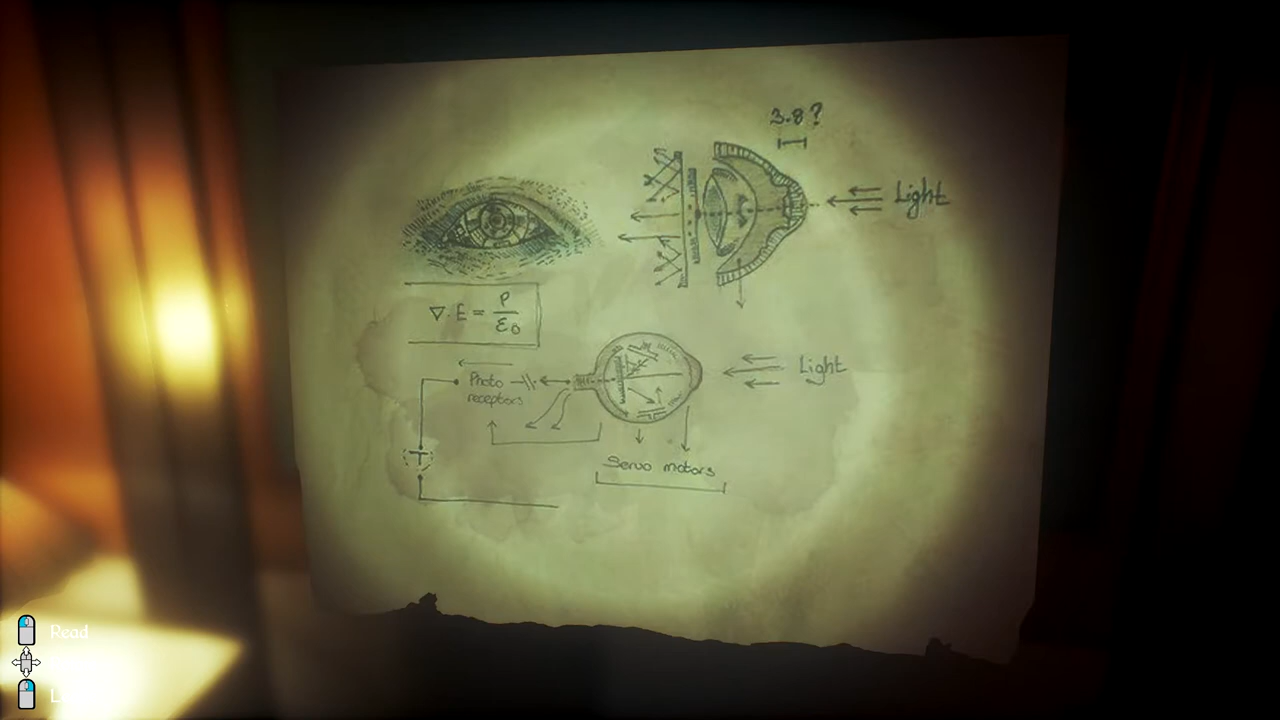 3.8?
Light
∇·E = ρ/ε₀
Light
Photo
receptors
Servo motors
Read